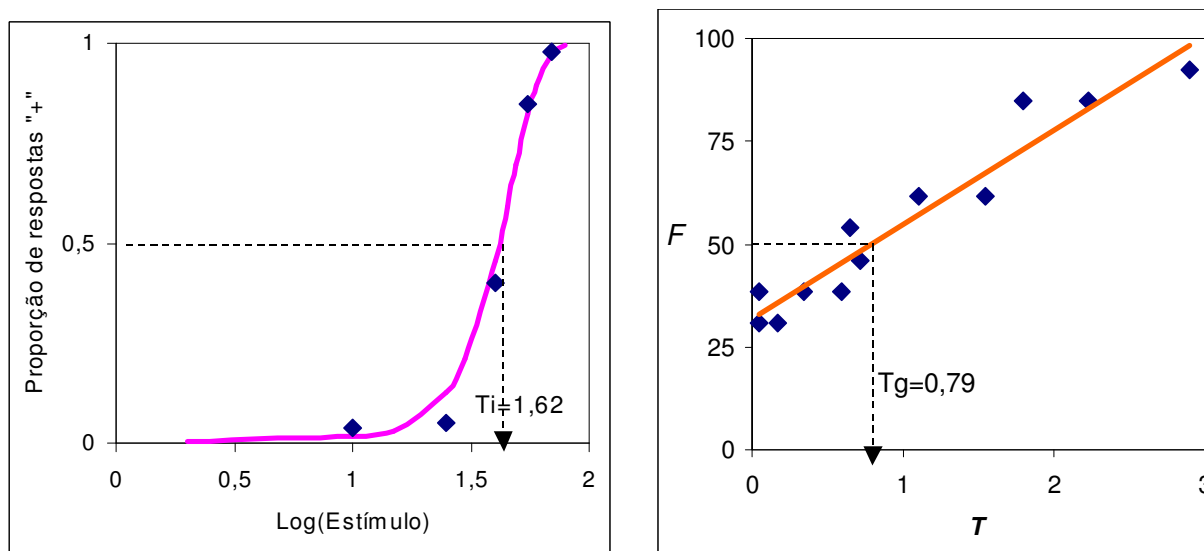 1
0,5
0
Proporção de respostas "+"
Ti=1,62
0
0,5
1
1,5
2
Log(Estímulo)
100
75
50
25
0
F
Tg=0,79
0
1
2
3
T